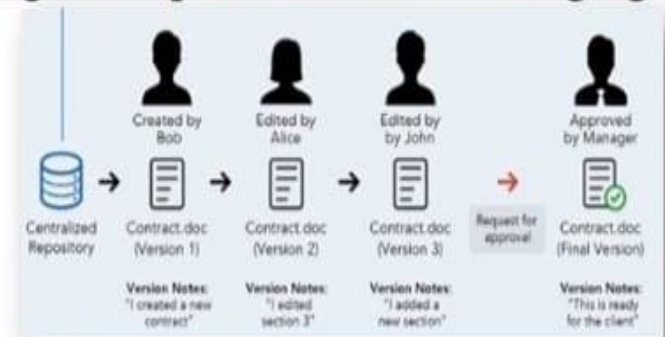 Created by
Bob
Edited by
Alice
Edited by
by John
Approved
by Manager
Centralized
Repository
Contract.doc
(Version 1)
Contract.doc
(Version 2)
Contract.doc
(Version 3)
Request for
approval
Contract.doc
(Final Version)
Version Notes:
"I created a new
contract"
Version Notes:
"I edited
section 3"
Version Notes:
"I added a
new section"
Version Notes:
"This is ready
for the client"